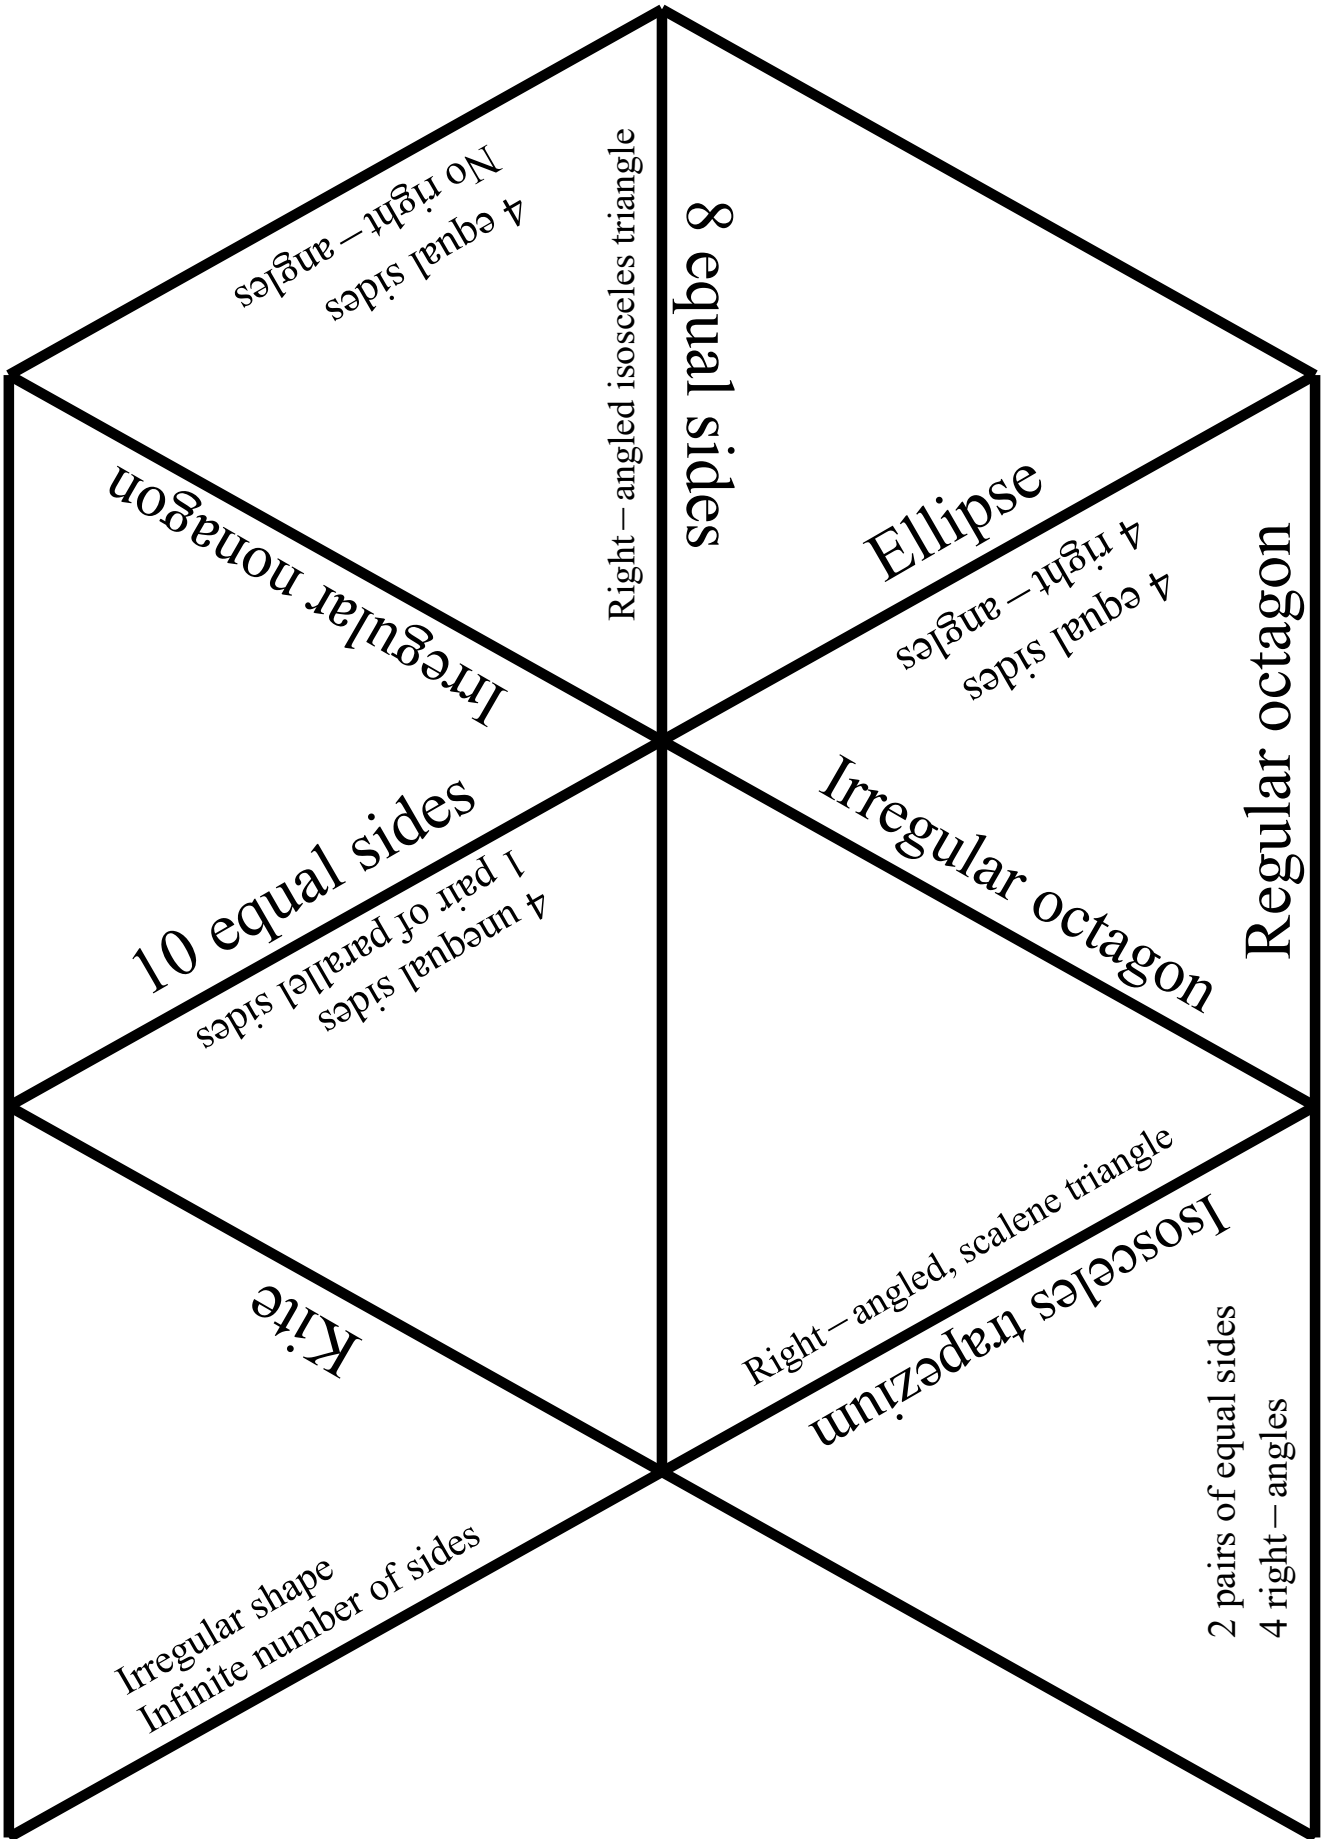 No right – angles
4 equal sides
Right – angled isosceles triangle
8 equal sides
Ellipse
Irregular nonagon
10 equal sides
4 right – angles
4 equal sides
Irregular octagon
Regular octagon
1 pair of parallel sides
4 unequal sides
Right – angled, scalene triangle
Isosceles trapezium
Kite
Irregular shape
Infinite number of sides
2 pairs of equal sides
4 right – angles